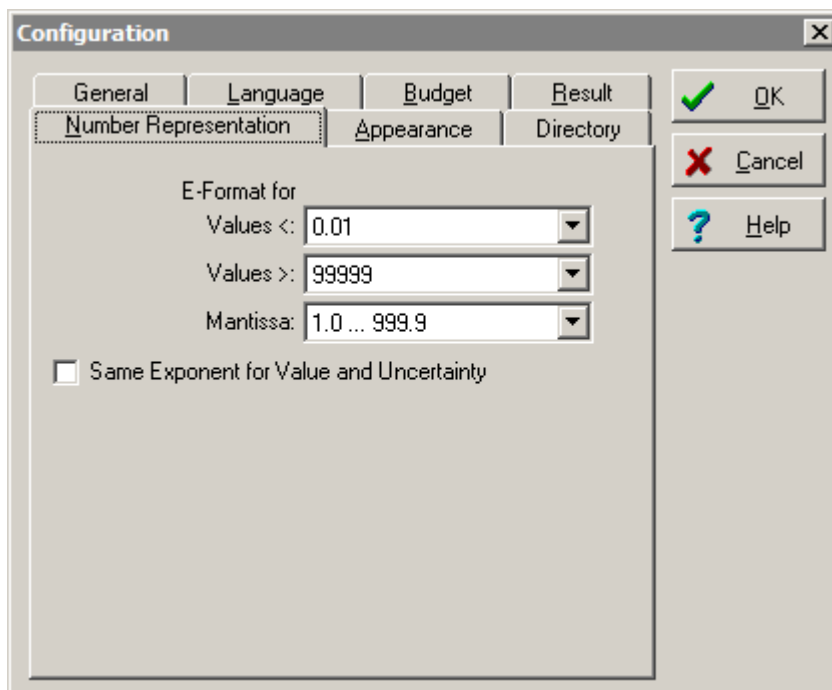 Configuration
General Language Budget Result
Number Representation Appearance Directory
E-Format for
Values <: 0.01
Values >: 99999
Mantissa: 1.0 ... 999.9
Same Exponent for Value and Uncertainty
OK
Cancel
Help